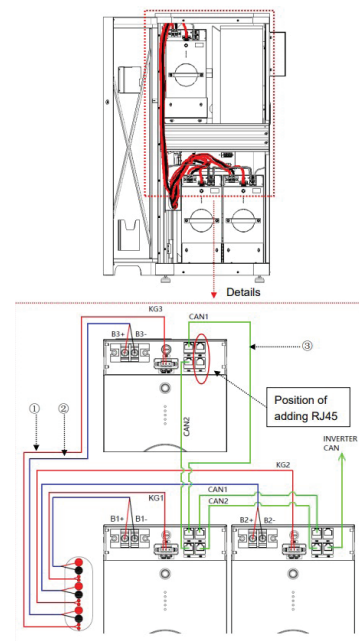 Details
KG3
CAN1
B3+
B3-
③
①
②
Position of
adding RJ45
CAN2
INVERTER
CAN
KG2
CAN1
KG1
CAN2
B1+
B1-
B2+
B2-